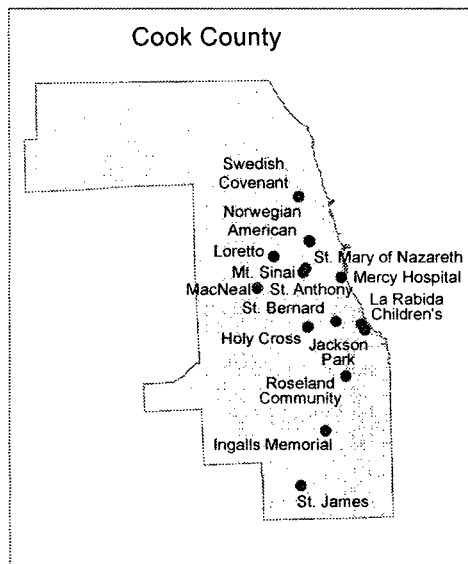 Cook County
Swedish
Covenant
Norwegian
American
Loretto
St. Mary of Nazareth
Mt. Sinai
Mercy Hospital
MacNeal
St. Anthony
La Rabida
Children's
St. Bernard
Holy Cross
Jackson
Park
Roseland
Community
Ingalls Memorial
St. James